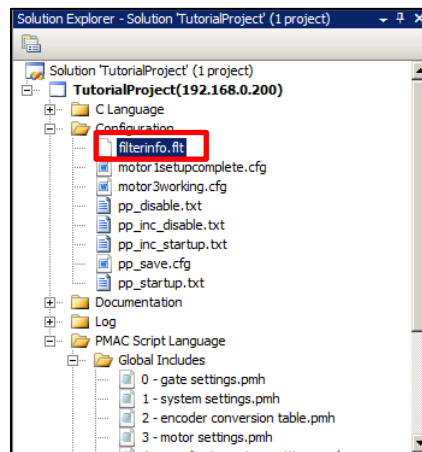 Solution Explorer - Solution 'TutorialProject' (1 project)
Solution 'TutorialProject' (1 project)
TutorialProject(192.168.0.200)
C Language
Configuration
filterinfo.flt
motor1setupcomplete.cfg
motor3working.cfg
pp_disable.txt
pp_inc_disable.txt
pp_inc_startup.txt
pp_save.cfg
pp_startup.txt
Documentation
Log
PMAC Script Language
Global Includes
0 - gate settings.pmh
1 - system settings.pmh
2 - encoder conversion table.pmh
3 - motor settings.pmh